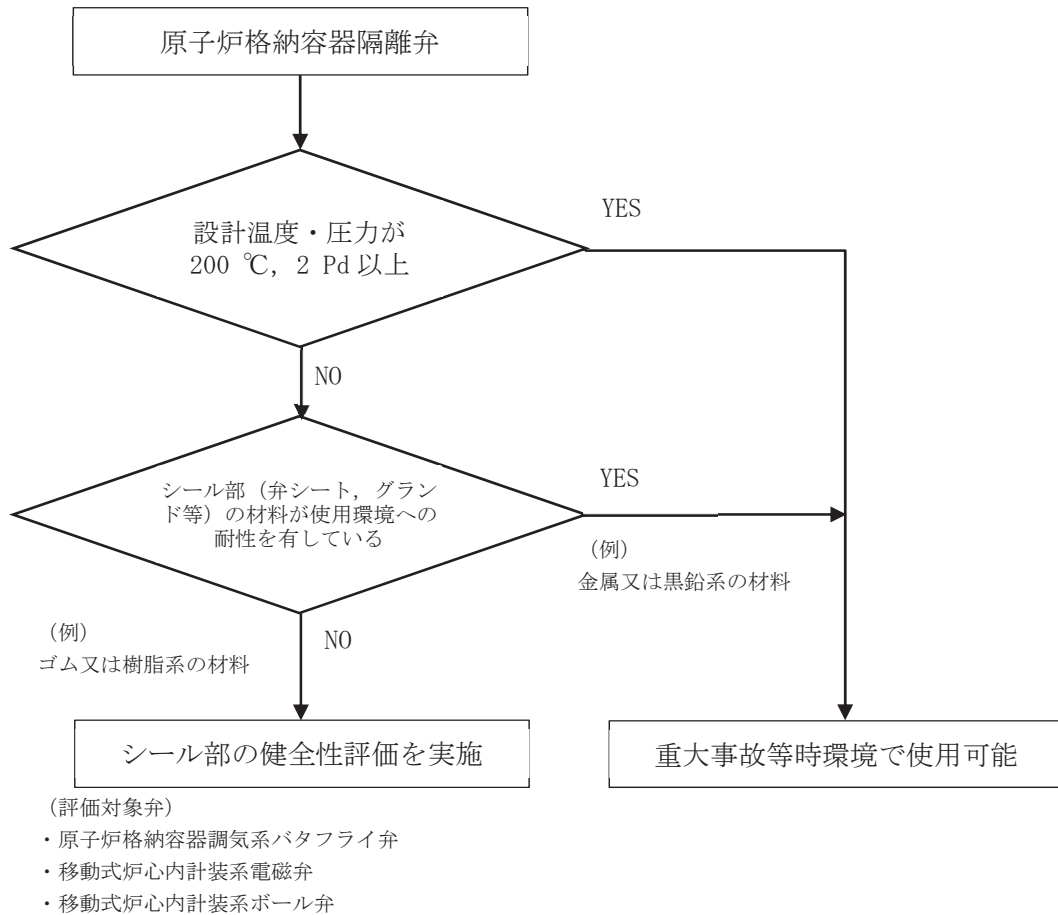 原子炉格納容器隔離弁
設計温度・圧力が
200 ℃, 2 Pd 以上
YES
NO
シール部（弁シート, グラン
ド等）の材料が使用環境への
耐性を有している
YES
（例）
金属又は黒鉛系の材料
（例）
ゴム又は樹脂系の材料
NO
シール部の健全性評価を実施
重大事故等時環境で使用可能
（評価対象弁）
・原子炉格納容器調気系バタフライ弁
・移動式炉心内計装系電磁弁
・移動式炉心内計装系ボール弁